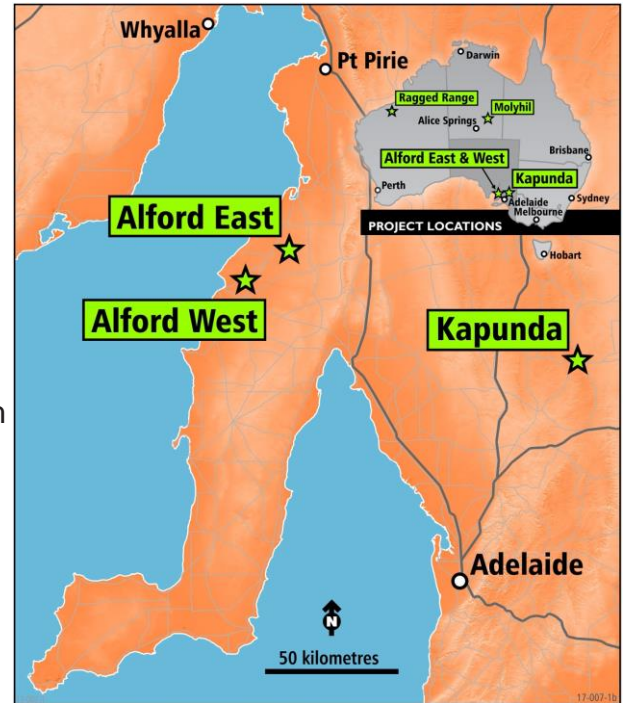 Whyalla
Pt Pirie
Darwin
Ragged Range
Molyhil
Alice Springs
Alford East & West
Brisbane
Kapunda
Perth
Adelaide
Sydney
Melbourne
PROJECT LOCATIONS
Hobart
Alford East
Alford West
Kapunda
n
Adelaide
N
50 kilometres
17-007-1b